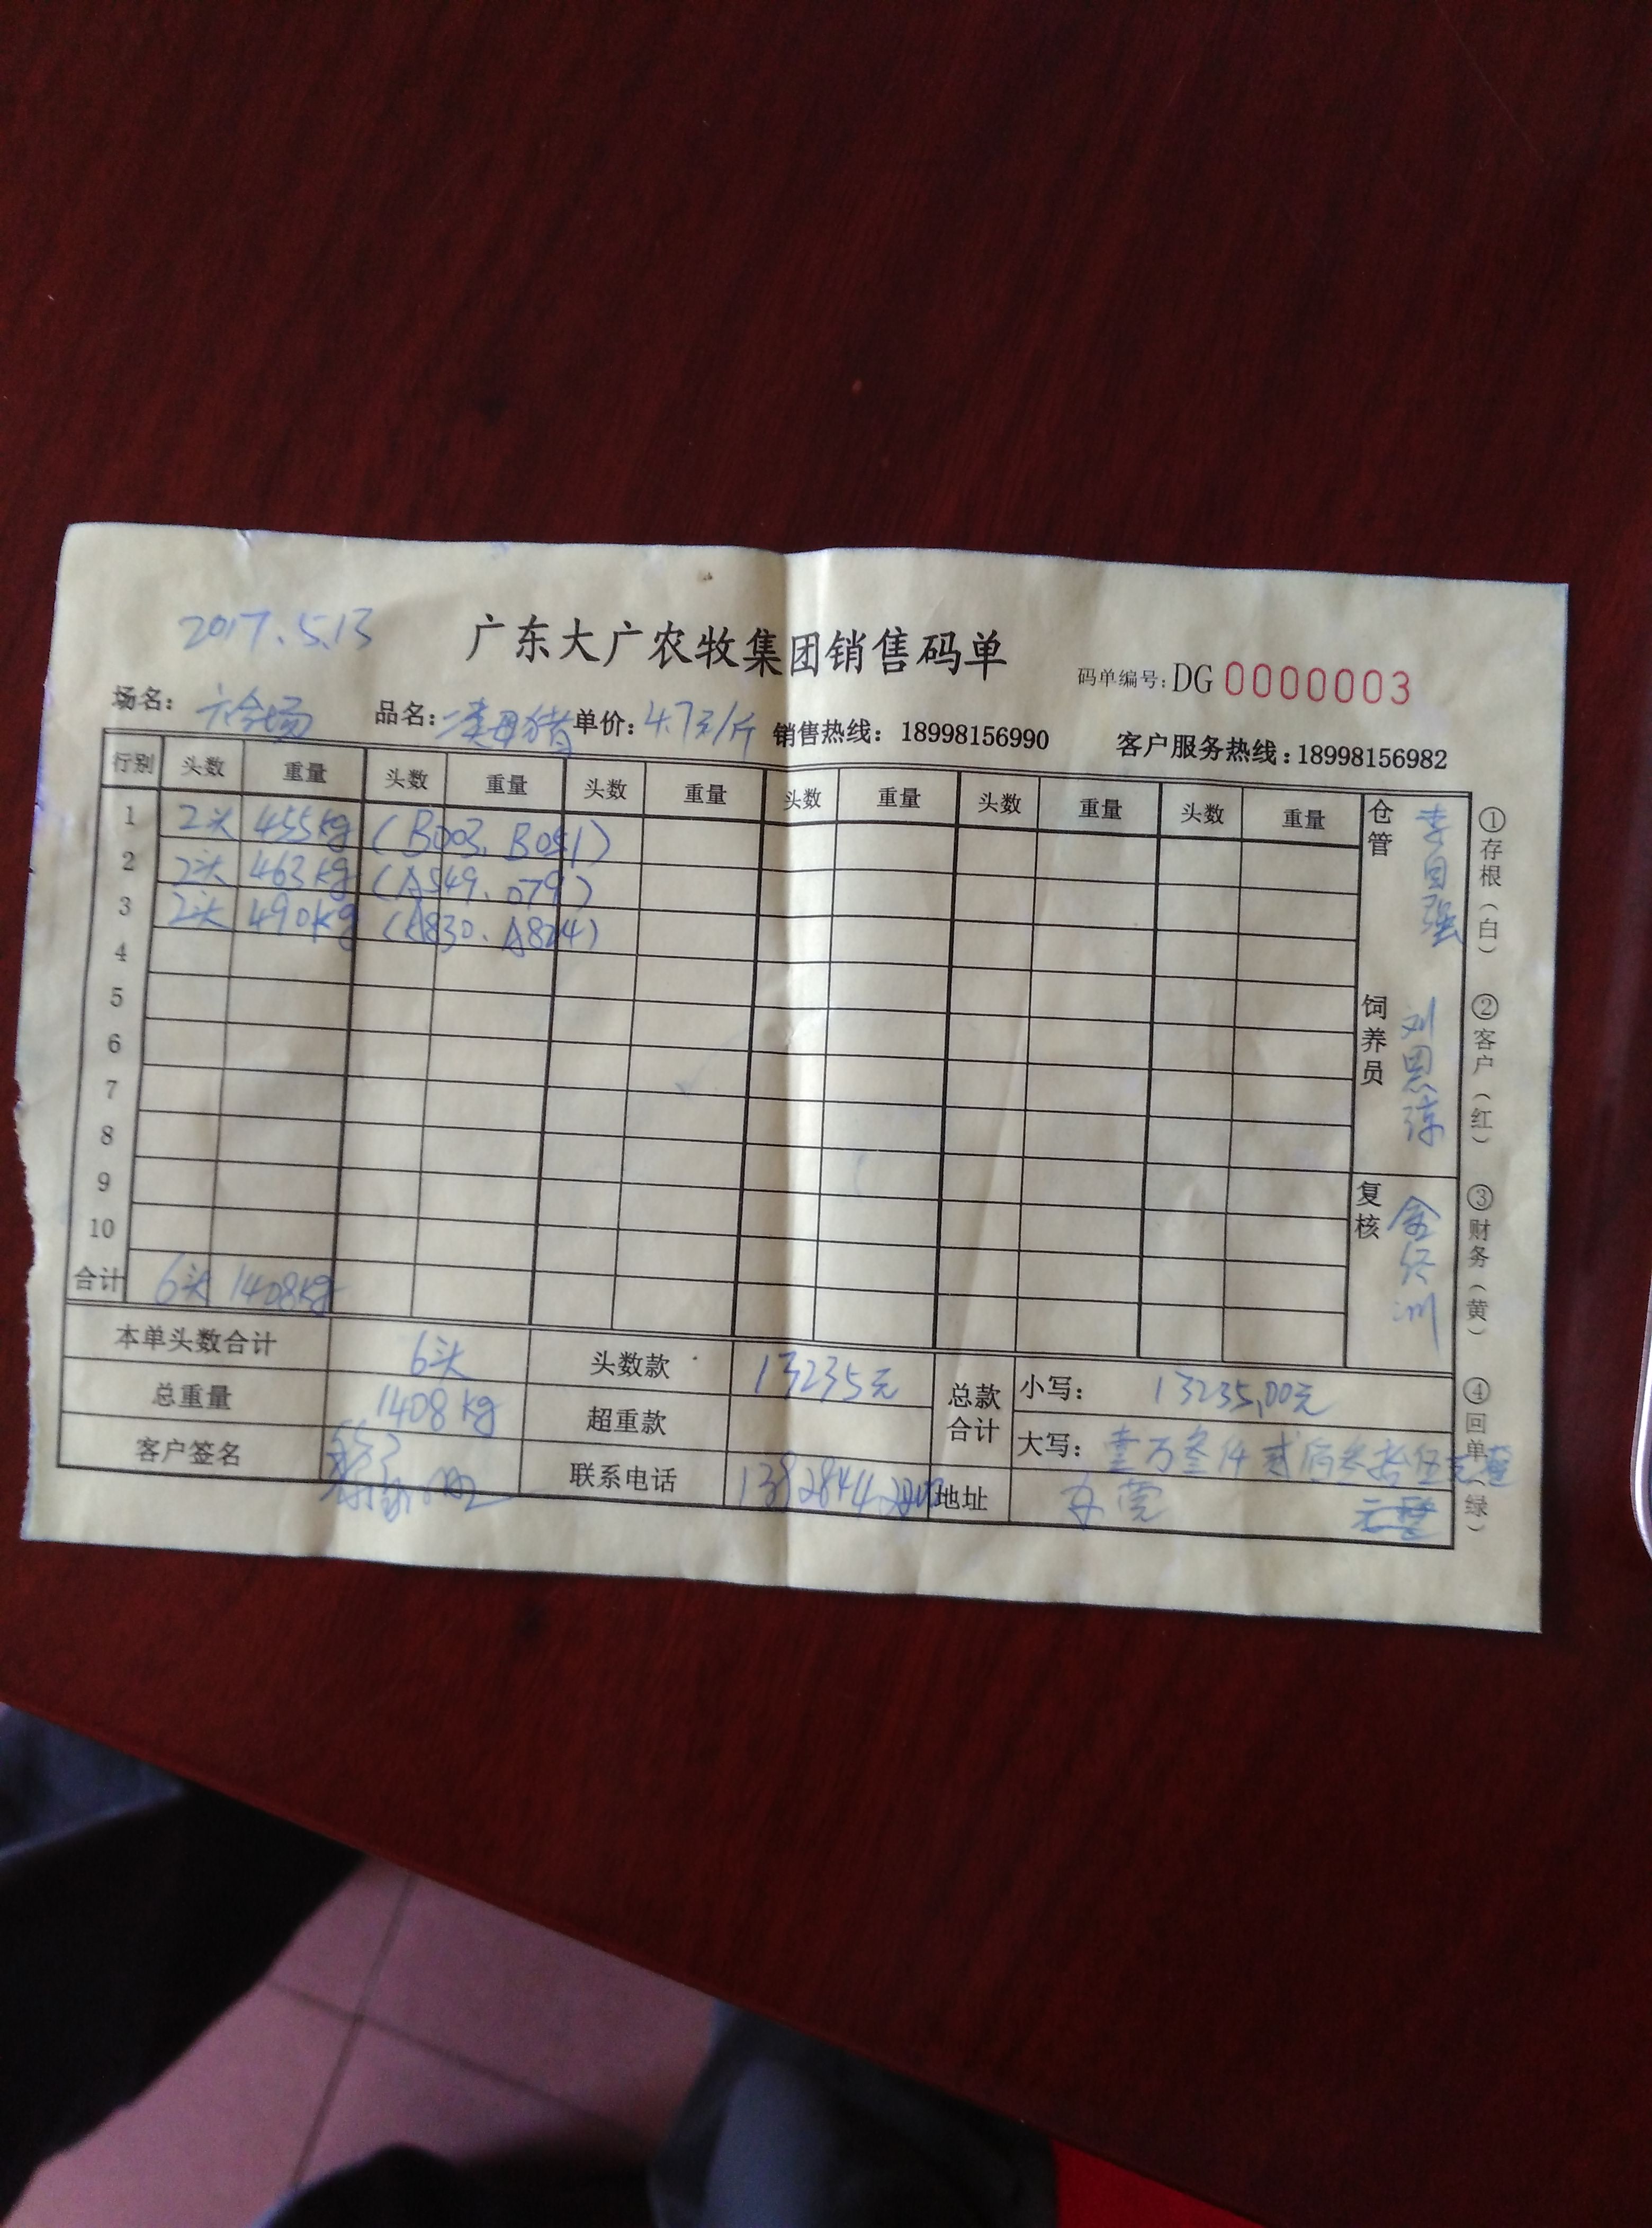 2017.5.13
广东大广农牧集团销售码单
码单编号:DG 0000003
场名: 六合场 品名: 二类母猪 单价: 4.7元/斤 销售热线: 18998156990 客户服务热线:18998156982
行别 头数 重量 头数 重量 头数 重量 头数 重量 头数 重量 头数 重量
1 2头 455kg (B003、B051)
2 2头 463kg (A549、079)
3 2头 490kg (A830、A824)
4
5
6
7
8
9
10
合计 6头 1408kg
仓管 李自强
饲养员 刘恩
复核 金
本单头数合计 6头 头数款 13235元 总款合计 小写: 13235.00元
总重量 1408kg 超重款 大写: 壹万叁仟贰佰叁拾伍元整
客户签名 联系电话 地址 东莞 元整
①存根(白) ②客户(红) ③财务(黄) ④回单(绿)